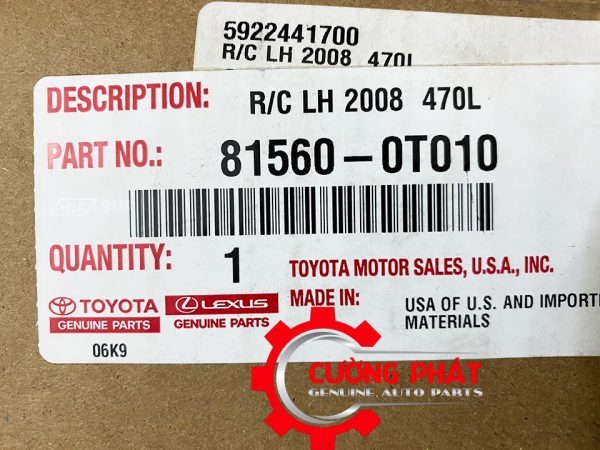 5922441700
R/C LH 2008 470L
DESCRIPTION: R/C LH 2008 470L
PART NO.: 81560-0T010
QUANTITY: 1
TOYOTA MOTOR SALES, U.S.A., INC.
MADE IN: USA OF U.S. AND
MATERIALS
TOYOTA
GENUINE PARTS
LEXUS
GENUINE PARTS
06K9
CƯỜNG PHÁT
GENUINE AUTO PARTS